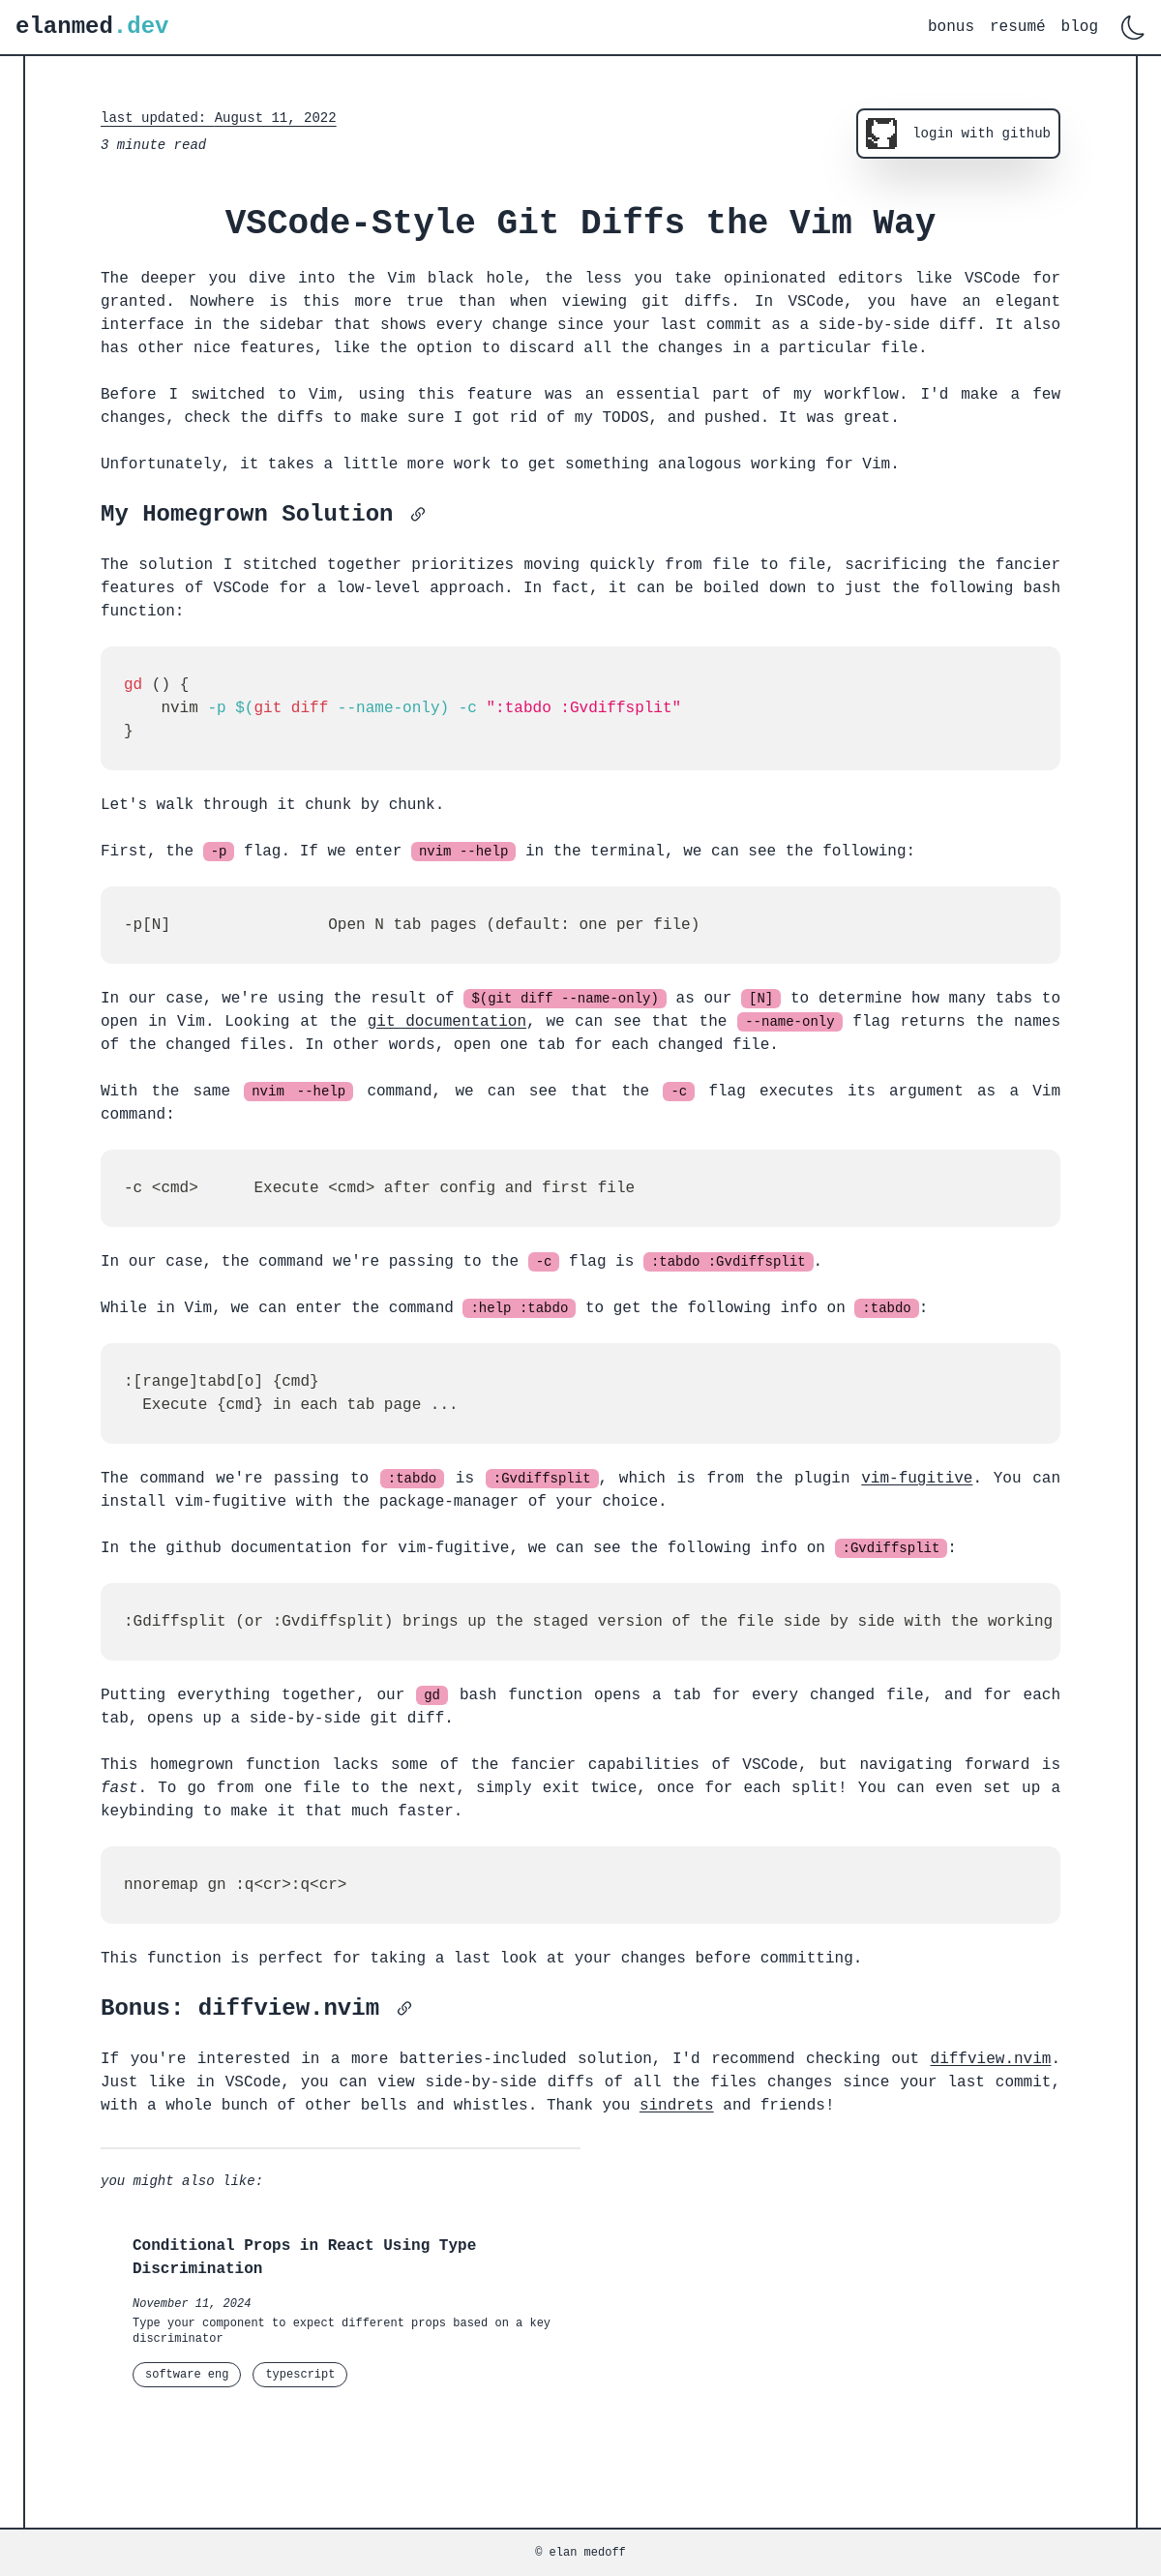 elanmed.dev
bonus resumé blog
last updated: August 11, 2022
3 minute read
login with github
VSCode-Style Git Diffs the Vim Way
The deeper you dive into the Vim black hole, the less you take opinionated editors like VSCode for
granted. Nowhere is this more true than when viewing git diffs. In VSCode, you have an elegant
interface in the sidebar that shows every change since your last commit as a side-by-side diff. It also
has other nice features, like the option to discard all the changes in a particular file.
Before I switched to Vim, using this feature was an essential part of my workflow. I'd make a few
changes, check the diffs to make sure I got rid of my TODOS, and pushed. It was great.
Unfortunately, it takes a little more work to get something analogous working for Vim.
My Homegrown Solution
The solution I stitched together prioritizes moving quickly from file to file, sacrificing the fancier
features of VSCode for a low-level approach. In fact, it can be boiled down to just the following bash
function:
gd () {
    nvim -p $(git diff --name-only) -c ":tabdo :Gvdiffsplit"
}
Let's walk through it chunk by chunk.
First, the -p flag. If we enter nvim --help in the terminal, we can see the following:
-p[N]                 Open N tab pages (default: one per file)
In our case, we're using the result of $(git diff --name-only) as our [N] to determine how many tabs to
open in Vim. Looking at the git documentation, we can see that the --name-only flag returns the names
of the changed files. In other words, open one tab for each changed file.
With the same nvim --help command, we can see that the -c flag executes its argument as a Vim
command:
-c <cmd>      Execute <cmd> after config and first file
In our case, the command we're passing to the -c flag is :tabdo :Gvdiffsplit.
While in Vim, we can enter the command :help :tabdo to get the following info on :tabdo:
:[range]tabd[o] {cmd}
  Execute {cmd} in each tab page ...
The command we're passing to :tabdo is :Gvdiffsplit, which is from the plugin vim-fugitive. You can
install vim-fugitive with the package-manager of your choice.
In the github documentation for vim-fugitive, we can see the following info on :Gvdiffsplit:
:Gdiffsplit (or :Gvdiffsplit) brings up the staged version of the file side by side with the working
Putting everything together, our gd bash function opens a tab for every changed file, and for each
tab, opens up a side-by-side git diff.
This homegrown function lacks some of the fancier capabilities of VSCode, but navigating forward is
fast. To go from one file to the next, simply exit twice, once for each split! You can even set up a
keybinding to make it that much faster.
nnoremap gn :q<cr>:q<cr>
This function is perfect for taking a last look at your changes before committing.
Bonus: diffview.nvim
If you're interested in a more batteries-included solution, I'd recommend checking out diffview.nvim.
Just like in VSCode, you can view side-by-side diffs of all the files changes since your last commit,
with a whole bunch of other bells and whistles. Thank you sindrets and friends!
you might also like:
Conditional Props in React Using Type
Discrimination
November 11, 2024
Type your component to expect different props based on a key
discriminator
software eng typescript
© elan medoff